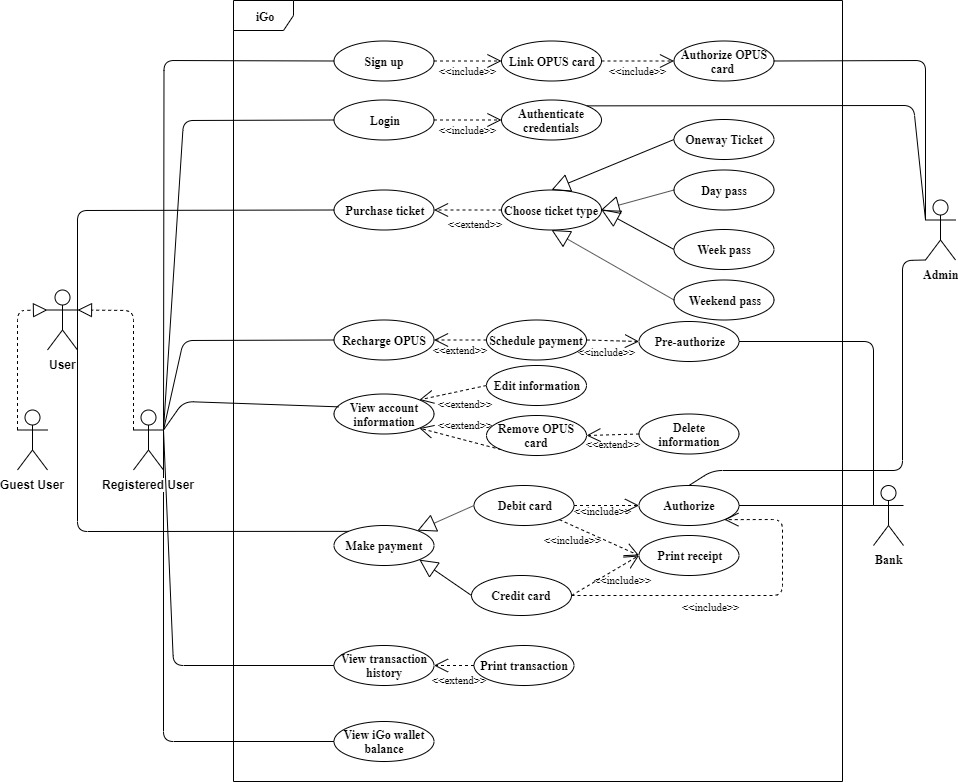 iGo
Sign up
<<include>>
Link OPUS card
<<include>>
Authorize OPUS
card
Login
<<include>>
Authenticate
credentials
Oneway Ticket
Day pass
Purchase ticket
<<extend>>
Choose ticket type
Week pass
Weekend pass
Admin
User
Recharge OPUS
<<extend>>
Schedule payment
<<include>>
Pre-authorize
View account
information
<<extend>>
Edit information
<<extend>>
Remove OPUS
card
<<extend>>
Delete
information
Guest User
Registered User
Debit card
<<include>>
Authorize
Make payment
<<include>>
Print receipt
Bank
Credit card
<<include>>
<<include>>
View transaction
history
<<extend>>
Print transaction
View iGo wallet
balance